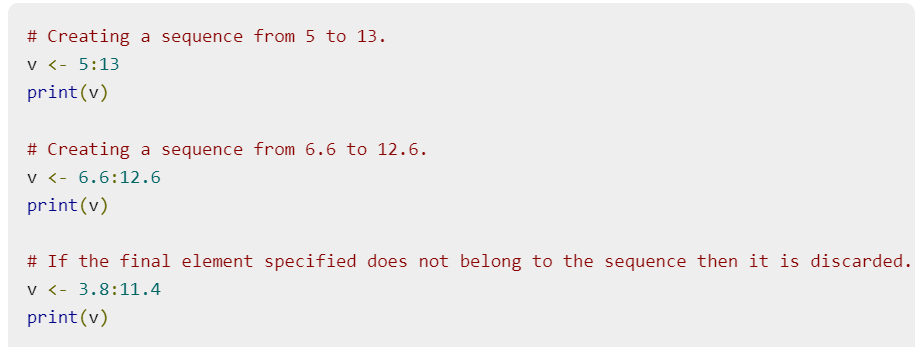 # Creating a sequence from 5 to 13.
v <- 5:13
print(v)
# Creating a sequence from 6.6 to 12.6.
v <- 6.6:12.6
print(v)
# If the final element specified does not belong to the sequence then it is discarded.
v <- 3.8:11.4
print(v)